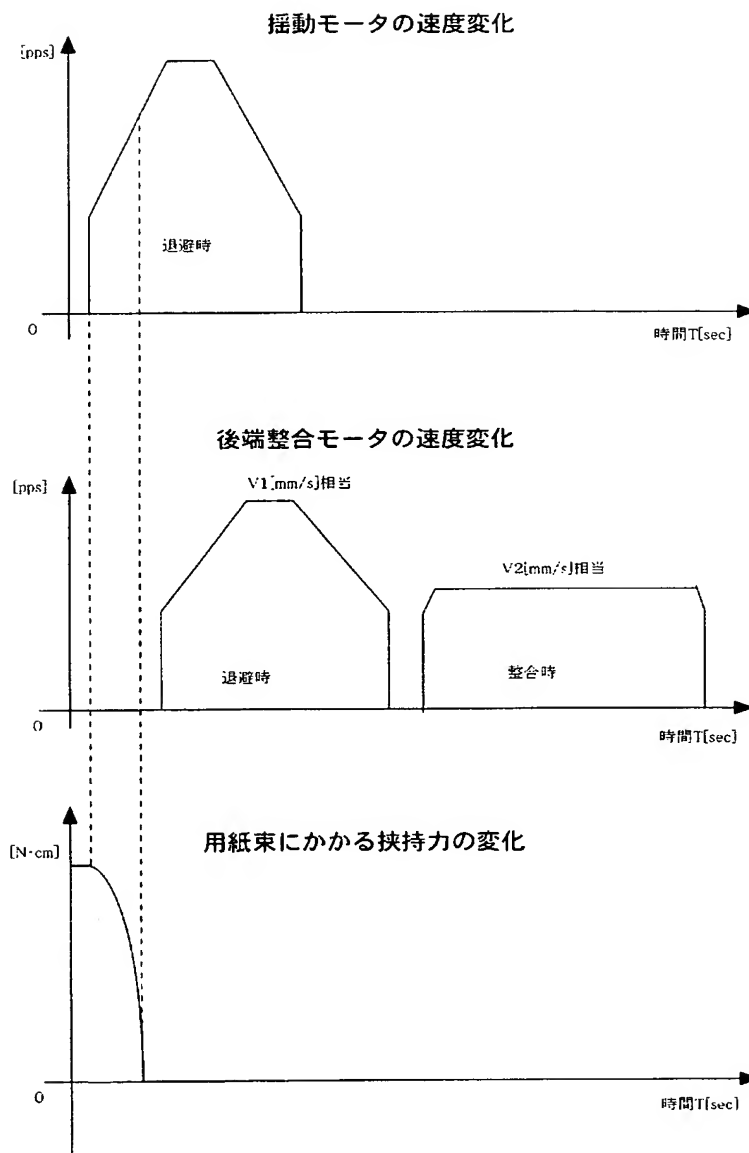 揺動モータの速度変化
[pps]
退避時
0
時間T[sec]
後端整合モータの速度変化
[pps]
V1[mm/s]相当
V2[mm/s]相当
退避時
整合時
0
時間T[sec]
用紙束にかかる挟持力の変化
[N·cm]
0
時間T[sec]